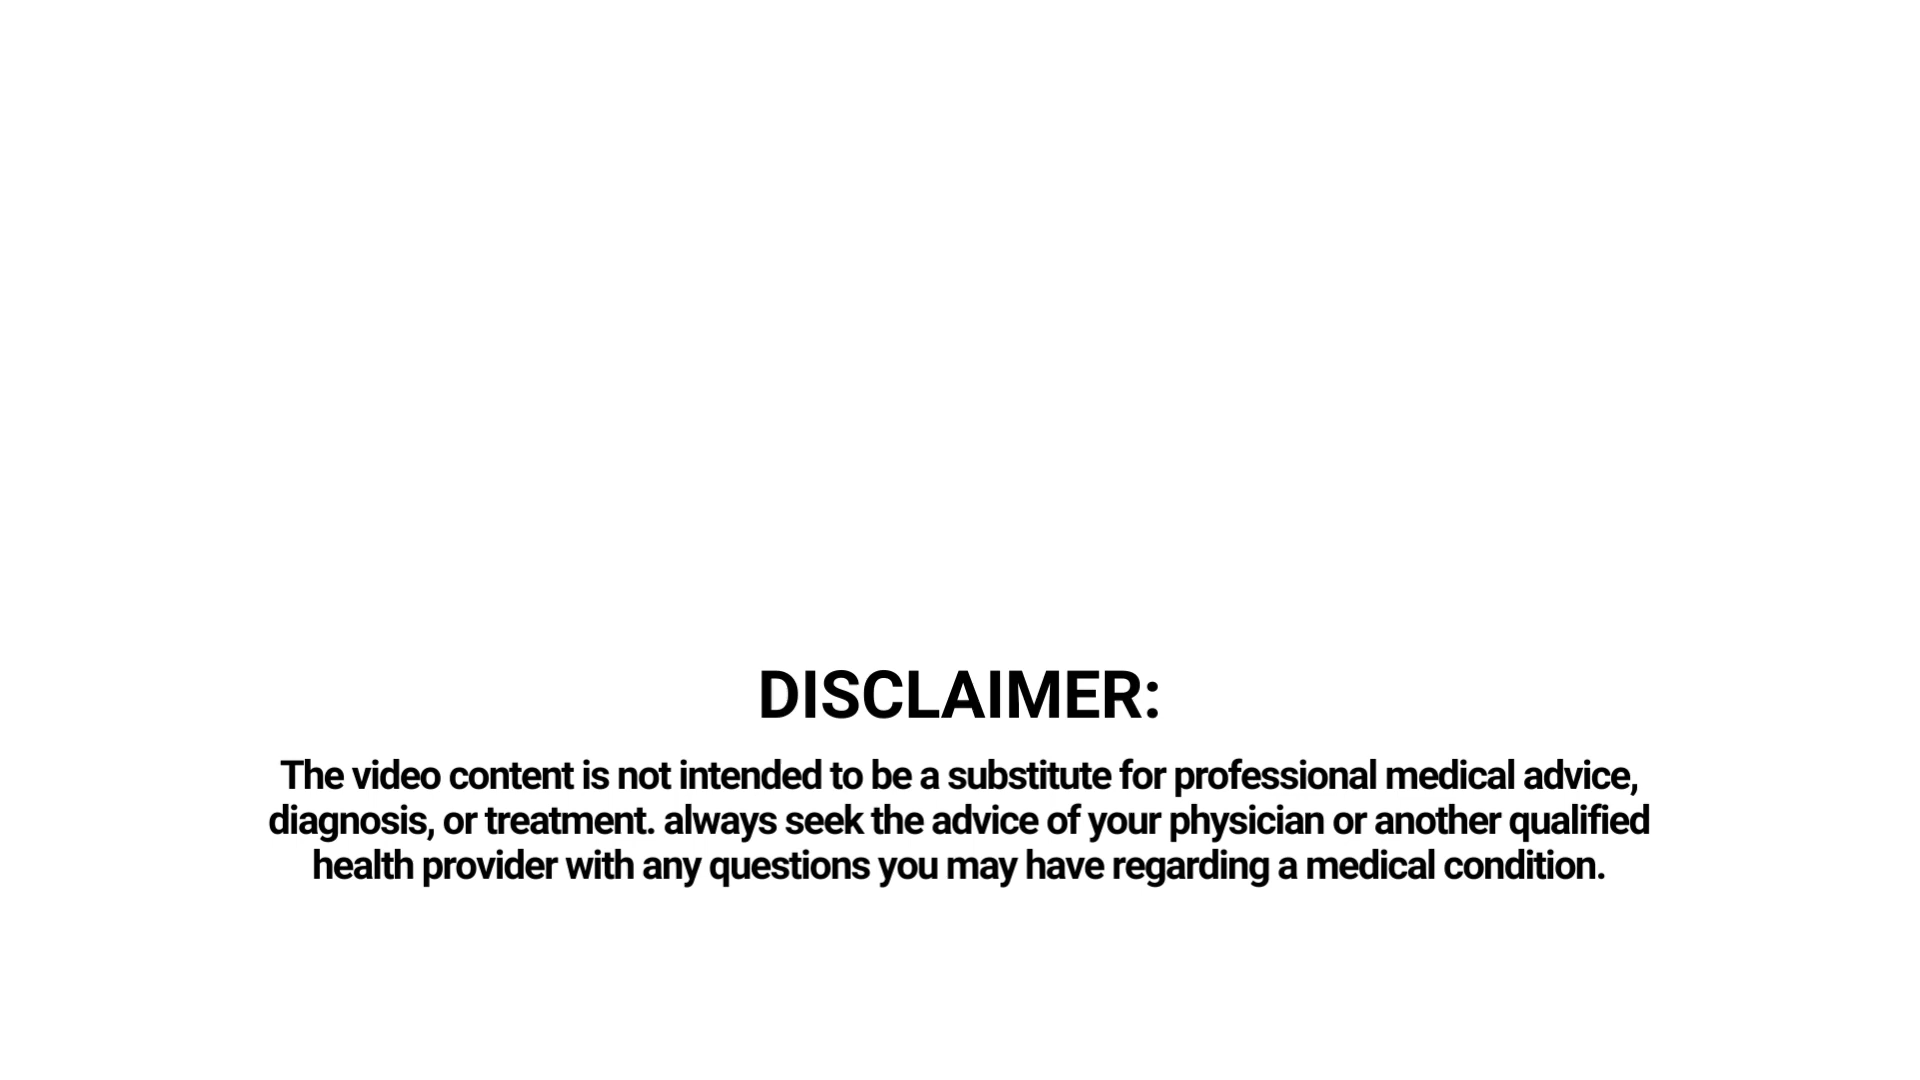 DISCLAIMER:
The video content is not intended to be a substitute for professional medical advice,
diagnosis, or treatment. always seek the advice of your physician or another qualified
health provider with any questions you may have regarding a medical condition.